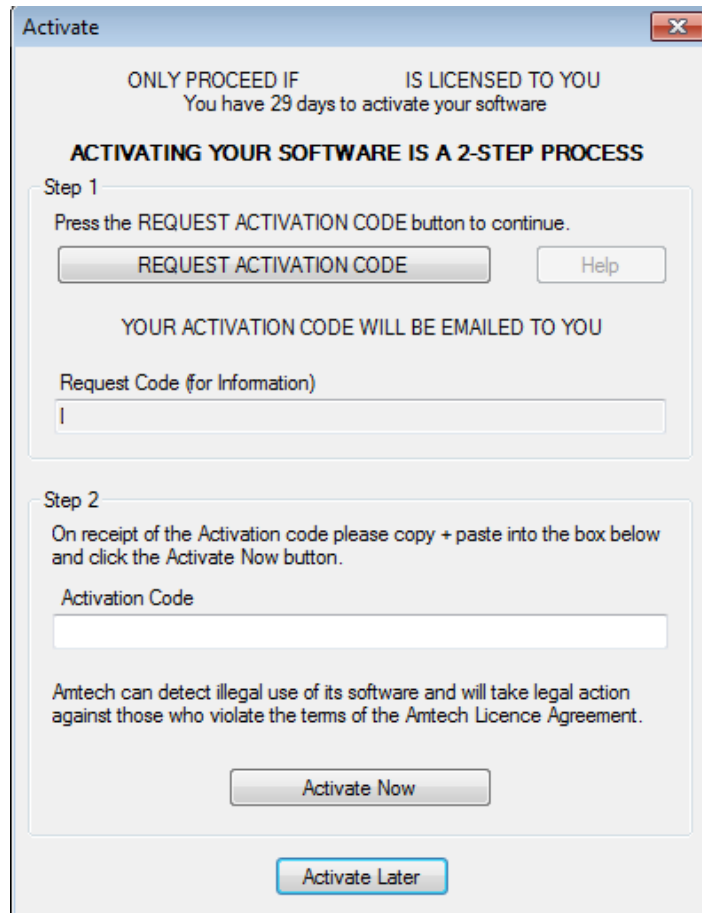 Activate
ONLY PROCEED IF IS LICENSED TO YOU
You have 29 days to activate your software
ACTIVATING YOUR SOFTWARE IS A 2-STEP PROCESS
Step 1
Press the REQUEST ACTIVATION CODE button to continue.
REQUEST ACTIVATION CODE Help
YOUR ACTIVATION CODE WILL BE EMAILED TO YOU
Request Code (for Information)
Step 2
On receipt of the Activation code please copy + paste into the box below
and click the Activate Now button.
Activation Code
Amtech can detect illegal use of its software and will take legal action
against those who violate the terms of the Amtech Licence Agreement.
Activate Now
Activate Later